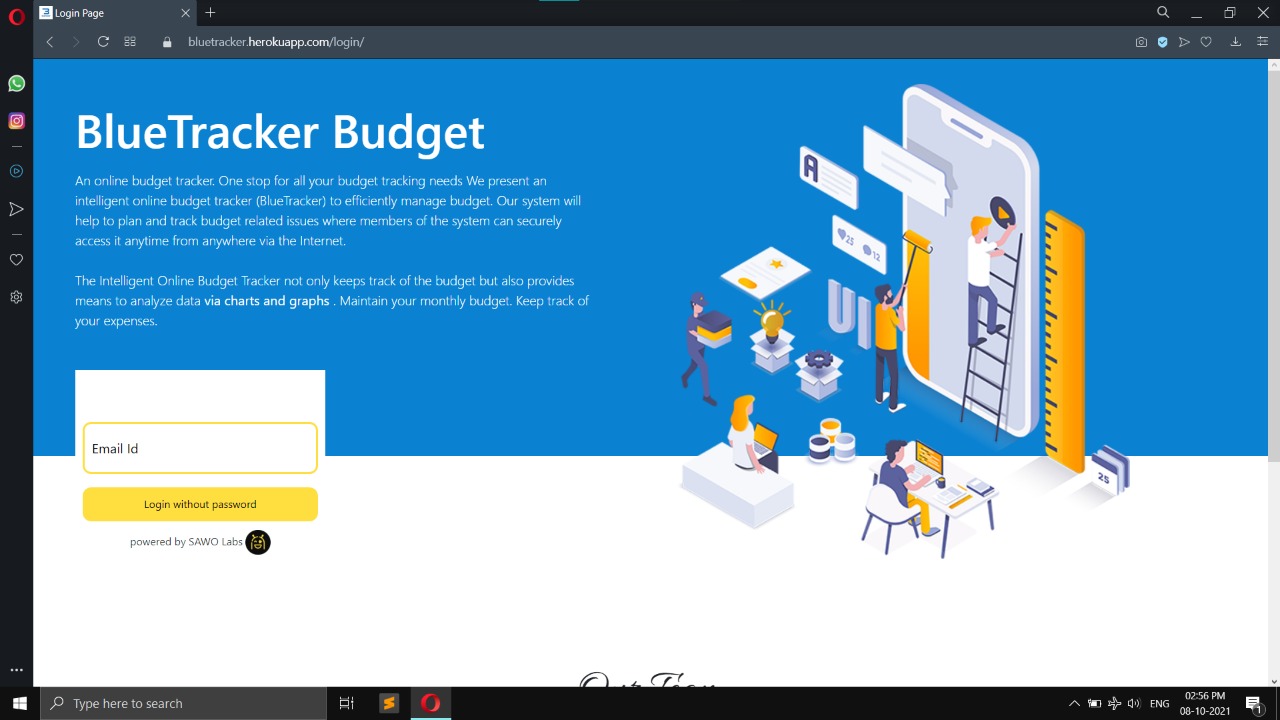 Login Page
bluetracker.herokuapp.com/login/
BlueTracker Budget
An online budget tracker. One stop for all your budget tracking needs We present an
intelligent online budget tracker (BlueTracker) to efficiently manage budget. Our system will
help to plan and track budget related issues where members of the system can securely
access it anytime from anywhere via the Internet.
The Intelligent Online Budget Tracker not only keeps track of the budget but also provides
means to analyze data via charts and graphs . Maintain your monthly budget. Keep track of
your expenses.
A
25
12
UI
25
Email Id
Login without password
powered by SAWO Labs
Type here to search
ENG
02:56 PM
08-10-2021
1